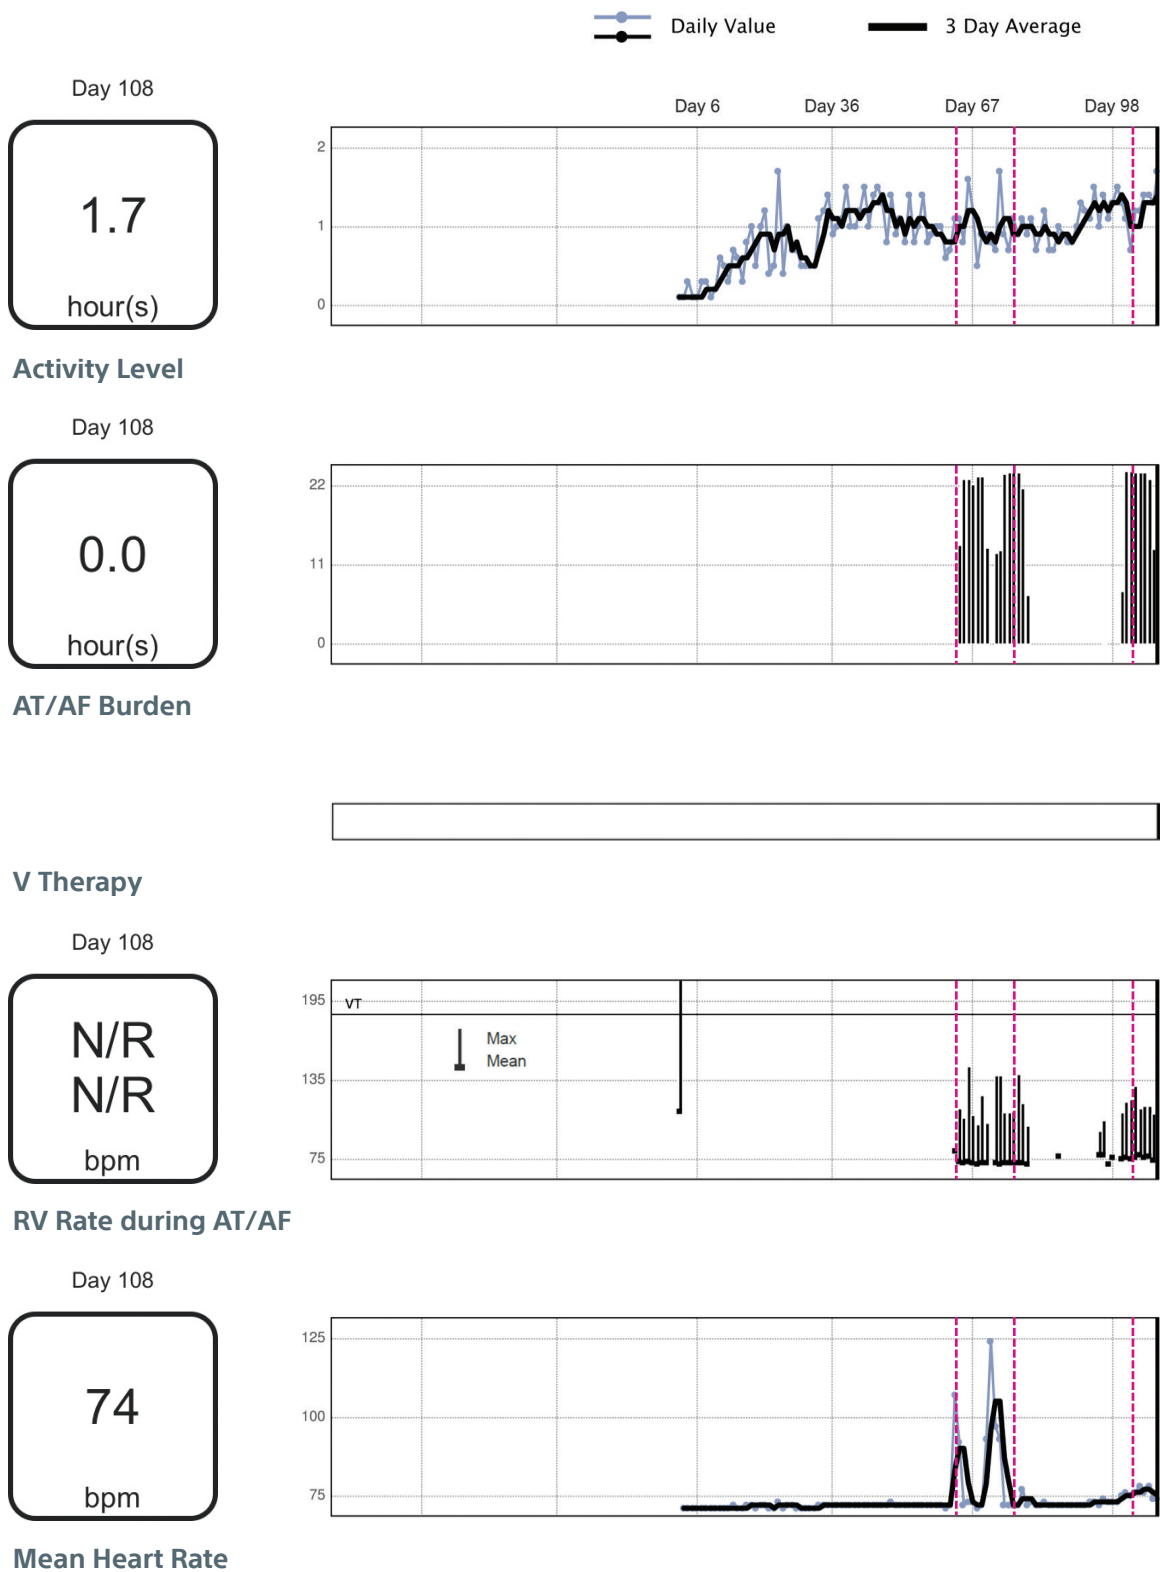 Daily Value 3 Day Average
Day 108
Day 6 Day 36 Day 67 Day 98
1.7
hour(s)
2
1
0
Activity Level
Day 108
0.0
hour(s)
22
11
0
AT/AF Burden
V Therapy
Day 108
N/R
N/R
bpm
195
VT
Max
Mean
135
75
RV Rate during AT/AF
Day 108
74
bpm
125
100
75
Mean Heart Rate